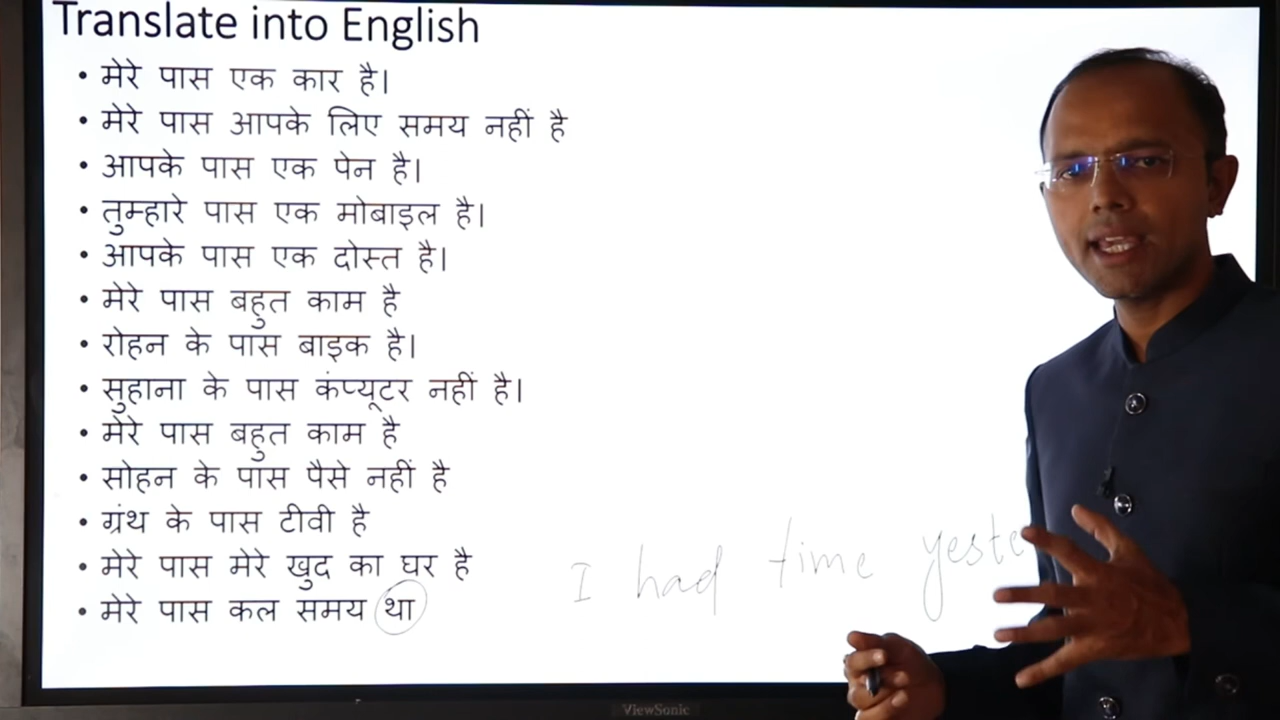 Translate into English
• मेरे पास एक कार है।
• मेरे पास आपके लिए समय नहीं है
• आपके पास एक पेन है।
• तुम्हारे पास एक मोबाइल है।
• आपके पास एक दोस्त है।
• मेरे पास बहुत काम है
• रोहन के पास बाइक है।
• सुहाना के पास कंप्यूटर नहीं है।
• मेरे पास बहुत काम है
• सोहन के पास पैसे नहीं है
• ग्रंथ के पास टीवी है
• मेरे पास मेरे खुद का घर है
• मेरे पास कल समय था
I had time yeste
ViewSonic